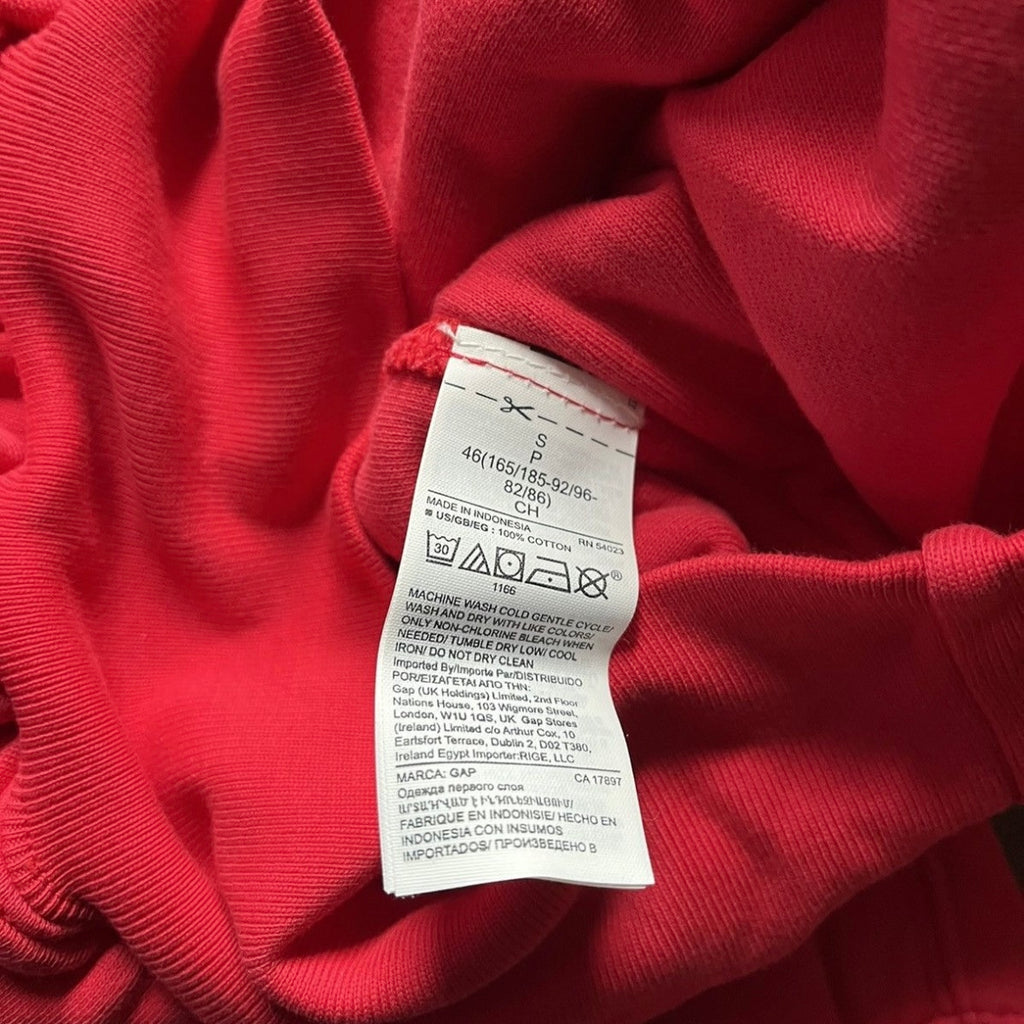 S
P
46(165/185-92/96-
82/86)
CH
MADE IN INDONESIA RN 54023
US/GB/EG : 100% COTTON
30 ®
1166
MACHINE WASH COLD GENTLE CYCLE/
WASH AND DRY WITH LIKE COLORS/
ONLY NON-CHLORINE BLEACH WHEN
NEEDED/ TUMBLE DRY LOW/ COOL
IRON/ DO NOT DRY CLEAN
Imported By/Importe Par/DISTRIBUIDO
POR/ΕΙΣΑΓΕΤΑΙ ΑΠΟ ΤΗΝ:
Gap (UK Holdings) Limited, 2nd Floor
Nations House, 103 Wigmore Street,
London, W1U 1QS, UK Gap Stores
(Ireland) Limited c/o Arthur Cox, 10
Eartsfort Terrace, Dublin 2, D02 T380,
Ireland Egypt Importer:RIGE, LLC
MARCA: GAP CA 17897
Одежда первого слоя
FABRIQUE EN INDONISIE/ HECHO EN
INDONESIA CON INSUMOS
IMPORTADOS/ ПРОИЗВЕДЕНО В